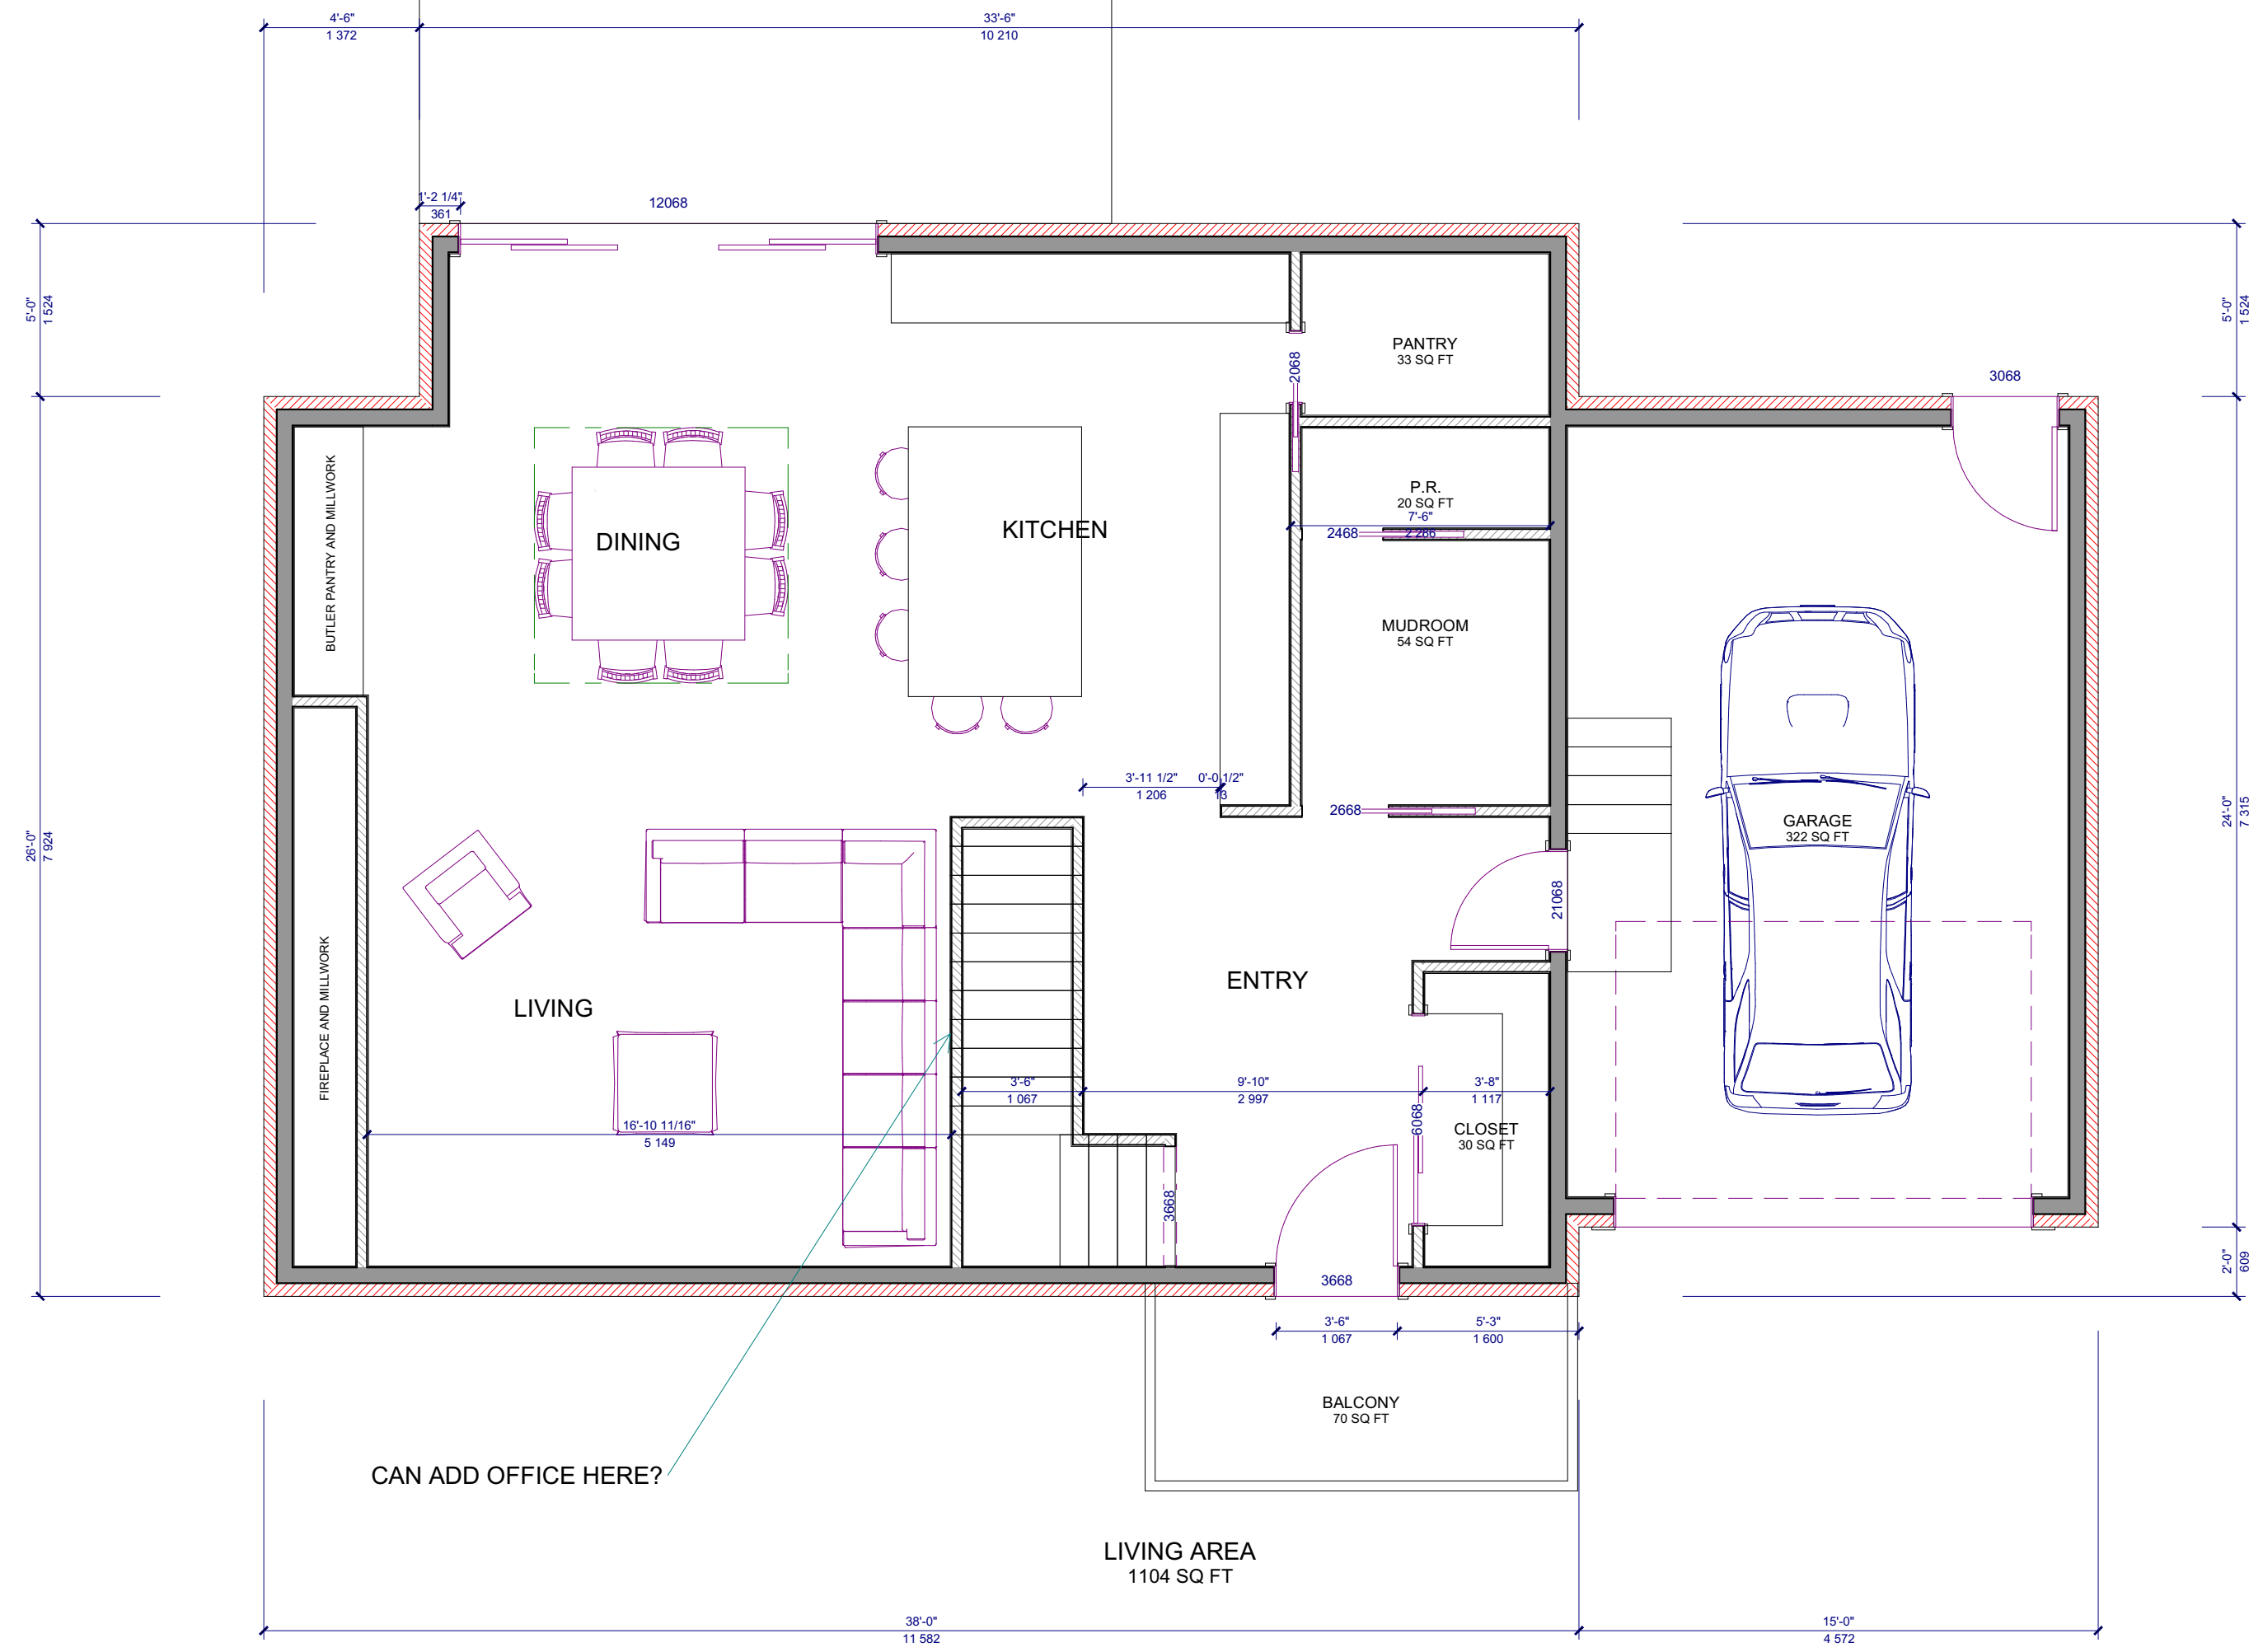 4'-6"
1 372
33'-6"
10 210
1'-2 1/4"
361
12068
5'-0"
1 524
5'-0"
1 524
PANTRY
33 SQ FT
2068
3068
BUTLER PANTRY AND MILLWORK
DINING
KITCHEN
P.R.
20 SQ FT
7'-6"
2 286
2468
MUDROOM
54 SQ FT
3'-11 1/2"
1 206
0'-0 1/2"
13
2668
GARAGE
322 SQ FT
26'-0"
7 924
24'-0"
7 315
21068
FIREPLACE AND MILLWORK
LIVING
ENTRY
3'-6"
1 067
9'-10"
2 997
3'-8"
1 117
16'-10 11/16"
5 149
6068
CLOSET
30 SQ FT
3668
2'-0"
609
3668
3'-6"
1 067
5'-3"
1 600
BALCONY
70 SQ FT
CAN ADD OFFICE HERE?
LIVING AREA
1104 SQ FT
38'-0"
11 582
15'-0"
4 572